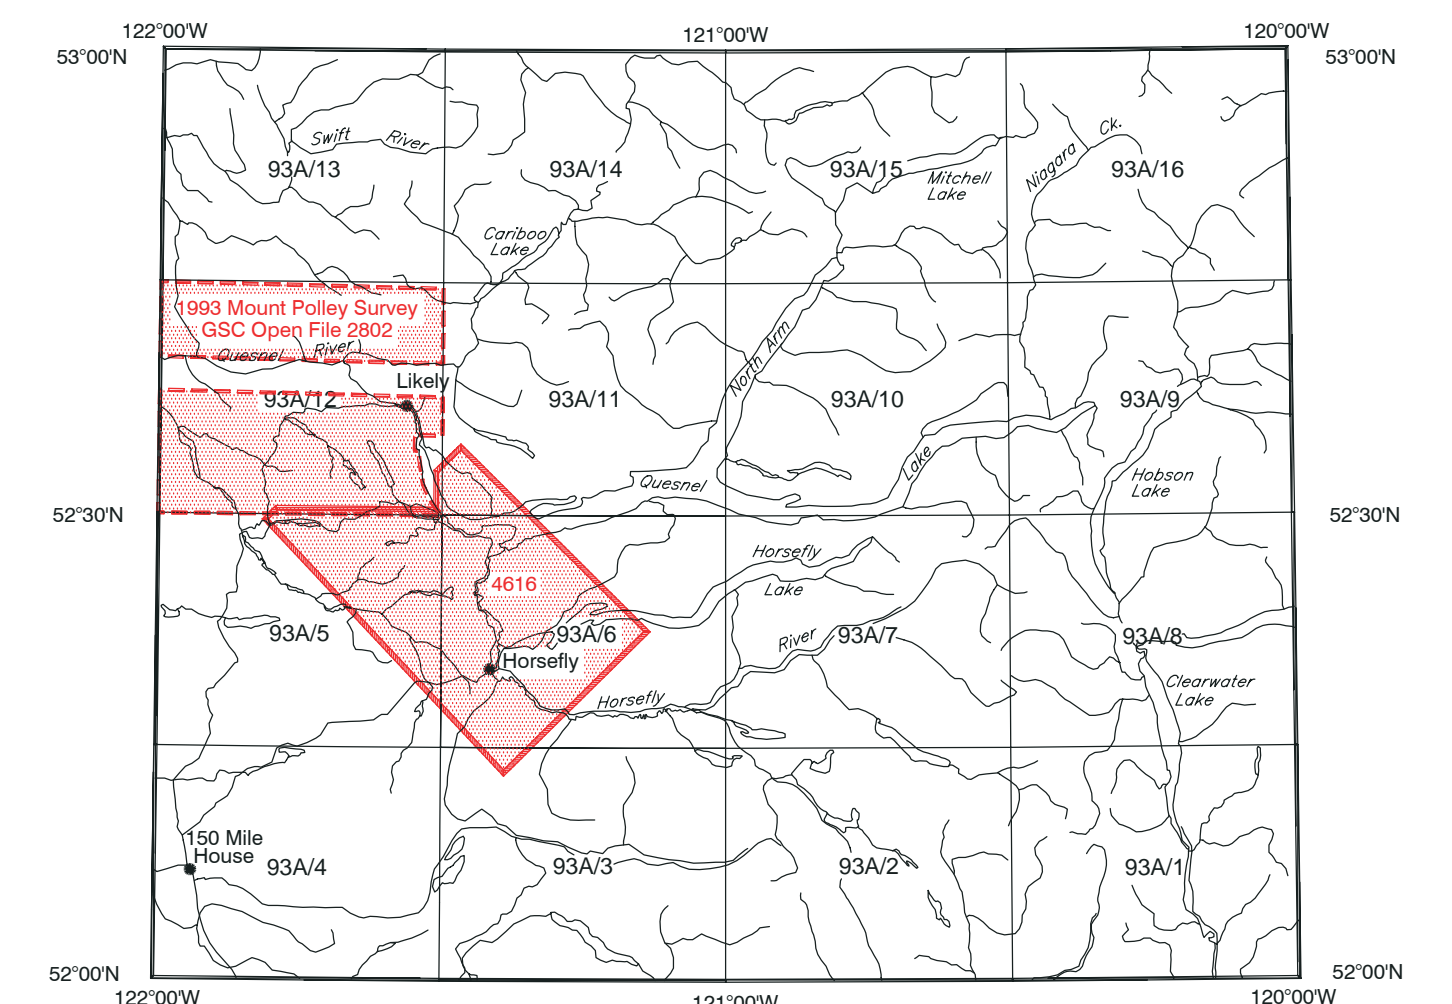 122°00'W
121°00'W
120°00'W
53°00'N
53°00'N
Swift River
93A/13
93A/14
93A/15
Mitchell
Lake
Niagara Ck.
93A/16
Cariboo
Lake
1993 Mount Polley Survey
GSC Open File 2802
Quesnel River
Likely
93A/12
93A/11
North Arm
93A/10
93A/9
Quesnel Lake
Hobson
Lake
52°30'N
52°30'N
Horsefly
Lake
4616
93A/5
93A/6
River
93A/7
93A/8
Horsefly
Horsefly
Clearwater
Lake
150 Mile
House
93A/4
93A/3
93A/2
93A/1
52°00'N
52°00'N
122°00'W
121°00'W
120°00'W